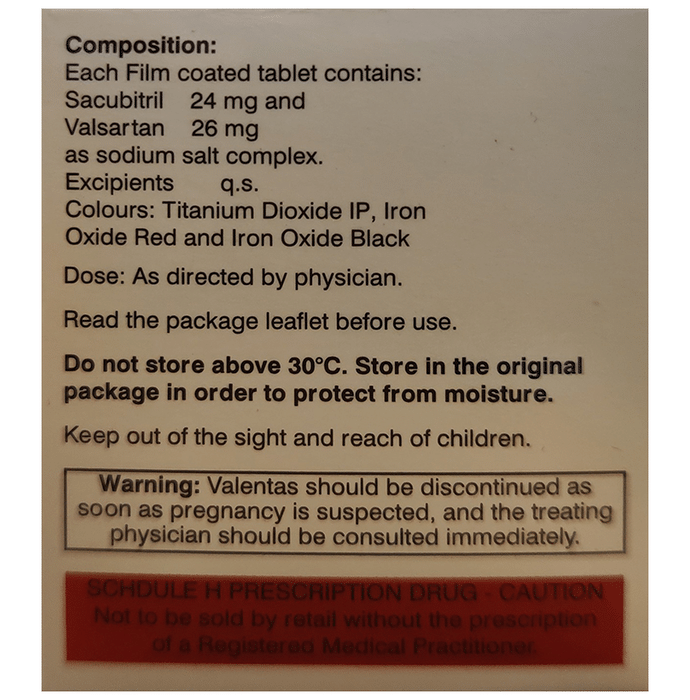 Composition:
Each Film coated tablet contains:
Sacubitril 24 mg and
Valsartan 26 mg
as sodium salt complex.
Excipients q.s.
Colours: Titanium Dioxide IP, Iron
Oxide Red and Iron Oxide Black
Dose: As directed by physician.
Read the package leaflet before use.
Do not store above 30°C. Store in the original
package in order to protect from moisture.
Keep out of the sight and reach of children.
Warning: Valentas should be discontinued as
soon as pregnancy is suspected, and the treating
physician should be consulted immediately.
SCHDULE H PRESCRIPTION DRUG - CAUTION
Not to be sold by retail without the prescription
of a Registered Medical Practitioner.